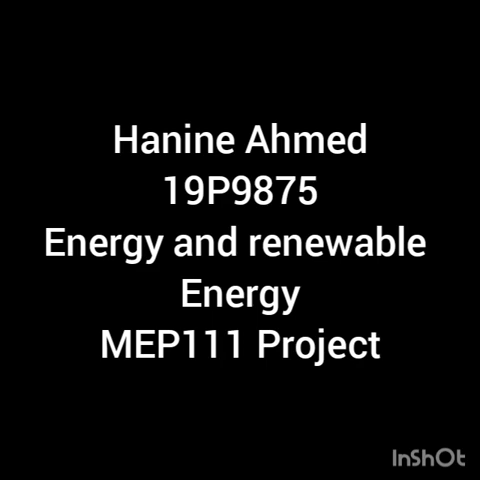 Hanine Ahmed
19P9875
Energy and renewable
Energy
MEP111 Project
InShOt